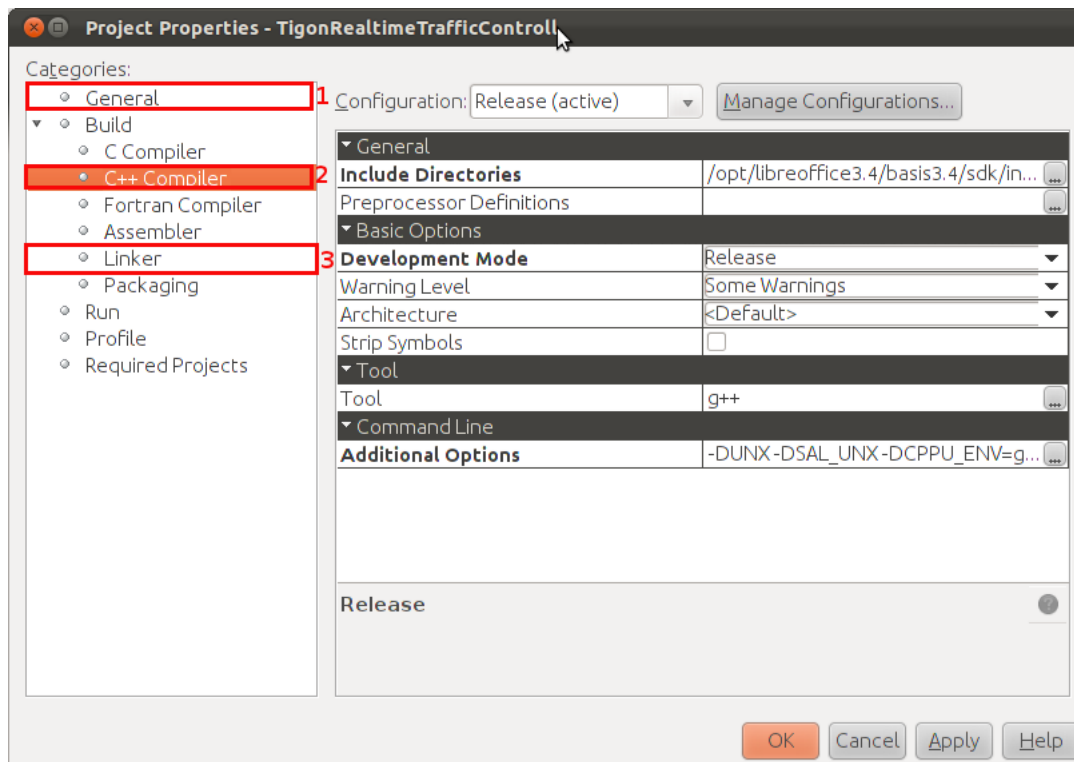 Project Properties - TigonRealtimeTrafficControll
Categories:
General 1
Build
C Compiler
C++ Compiler 2
Fortran Compiler
Assembler
Linker 3
Packaging
Run
Profile
Required Projects
Configuration: Release (active) Manage Configurations...
General
Include Directories /opt/libreoffice3.4/basis3.4/sdk/in... ...
Preprocessor Definitions ...
Basic Options
Development Mode Release
Warning Level Some Warnings
Architecture <Default>
Strip Symbols
Tool
Tool g++ ...
Command Line
Additional Options -DUNX -DSAL_UNX -DCPPU_ENV=g... ...
Release ?
OK Cancel Apply Help